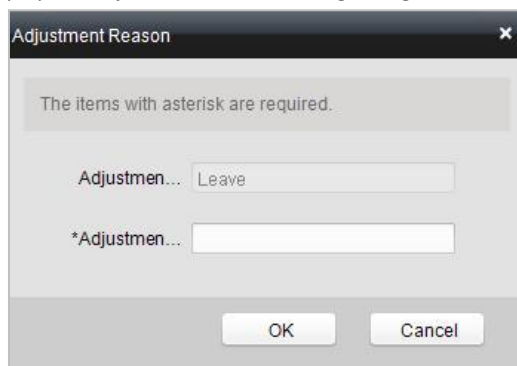 Adjustment Reason ×
The items with asterisk are required.
Adjustmen... Leave
*Adjustmen...
OK Cancel